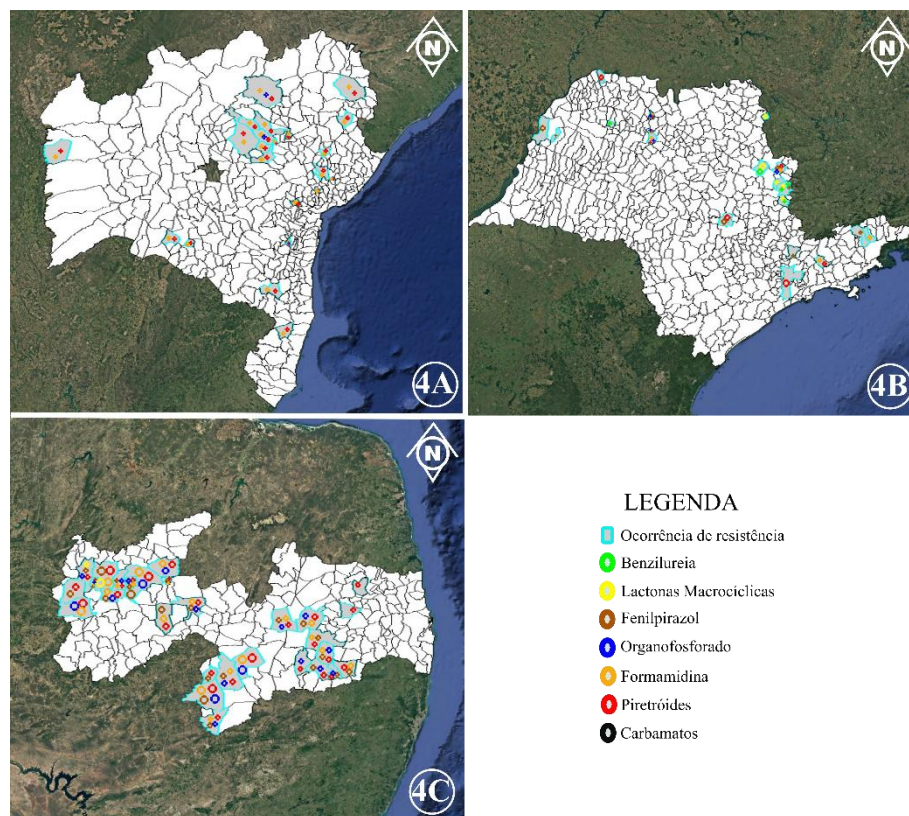 N
N
4A
4B
N
4C
LEGENDA
Ocorrência de resistência
Benzilureia
Lactonas Macrocíclicas
Fenilpirazol
Organofosforado
Formamidina
Piretróides
Carbamatos